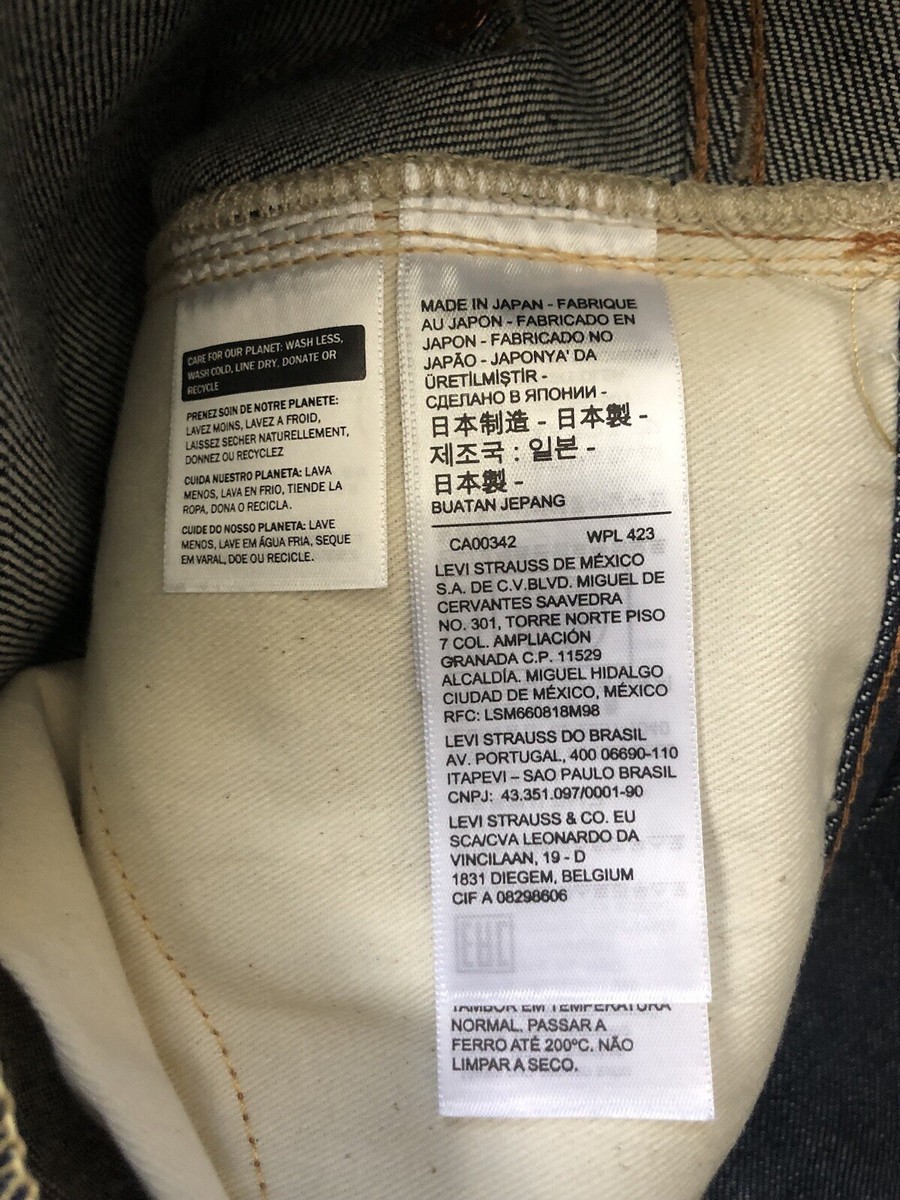 CARE FOR OUR PLANET: WASH LESS,
WASH COLD, LINE DRY, DONATE OR
RECYCLE
PRENEZ SOIN DE NOTRE PLANETE:
LAVEZ MOINS, LAVEZ A FROID,
LAISSEZ SECHER NATURELLEMENT,
DONNEZ OU RECYCLEZ
CUIDA NUESTRO PLANETA: LAVA
MENOS, LAVA EN FRIO, TIENDE LA
ROPA, DONA O RECICLA.
CUIDE DO NOSSO PLANETA: LAVE
MENOS, LAVE EM ÁGUA FRIA, SEQUE
EM VARAL, DOE OU RECICLE.
MADE IN JAPAN - FABRIQUE
AU JAPON - FABRICADO EN
JAPON - FABRICADO NO
JAPÃO - JAPONYA' DA
ÜRETİLMİŞTİR -
СДЕЛАНО В ЯПОНИИ -
日本制造 - 日本製 -
제조국 : 일본 -
日本製 -
BUATAN JEPANG
CA00342 WPL 423
LEVI STRAUSS DE MÉXICO
S.A. DE C.V.BLVD. MIGUEL DE
CERVANTES SAAVEDRA
NO. 301, TORRE NORTE PISO
7 COL. AMPLIACIÓN
GRANADA C.P. 11529
ALCALDÍA. MIGUEL HIDALGO
CIUDAD DE MÉXICO, MÉXICO
RFC: LSM660818M98
LEVI STRAUSS DO BRASIL
AV. PORTUGAL, 400 06690-110
ITAPEVI – SAO PAULO BRASIL
CNPJ: 43.351.097/0001-90
LEVI STRAUSS & CO. EU
SCA/CVA LEONARDO DA
VINCILAAN, 19 - D
1831 DIEGEM, BELGIUM
CIF A 08298606
EAC
TAMBOR EM TEMPERATURA
NORMAL. PASSAR A
FERRO ATÉ 200ºC. NÃO
LIMPAR A SECO.